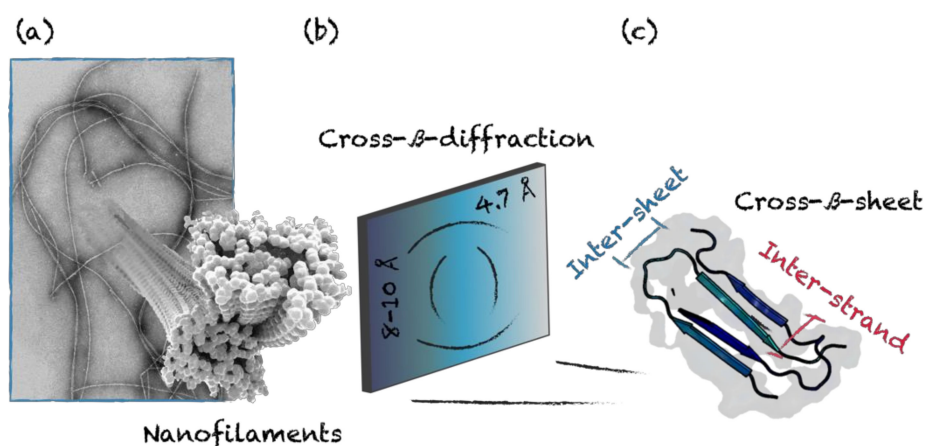 (a)
(b)
(c)
Cross-β-diffraction
4.7 Å
8-10 Å
Inter-sheet
Cross-β-sheet
Inter-strand
Nanofilaments